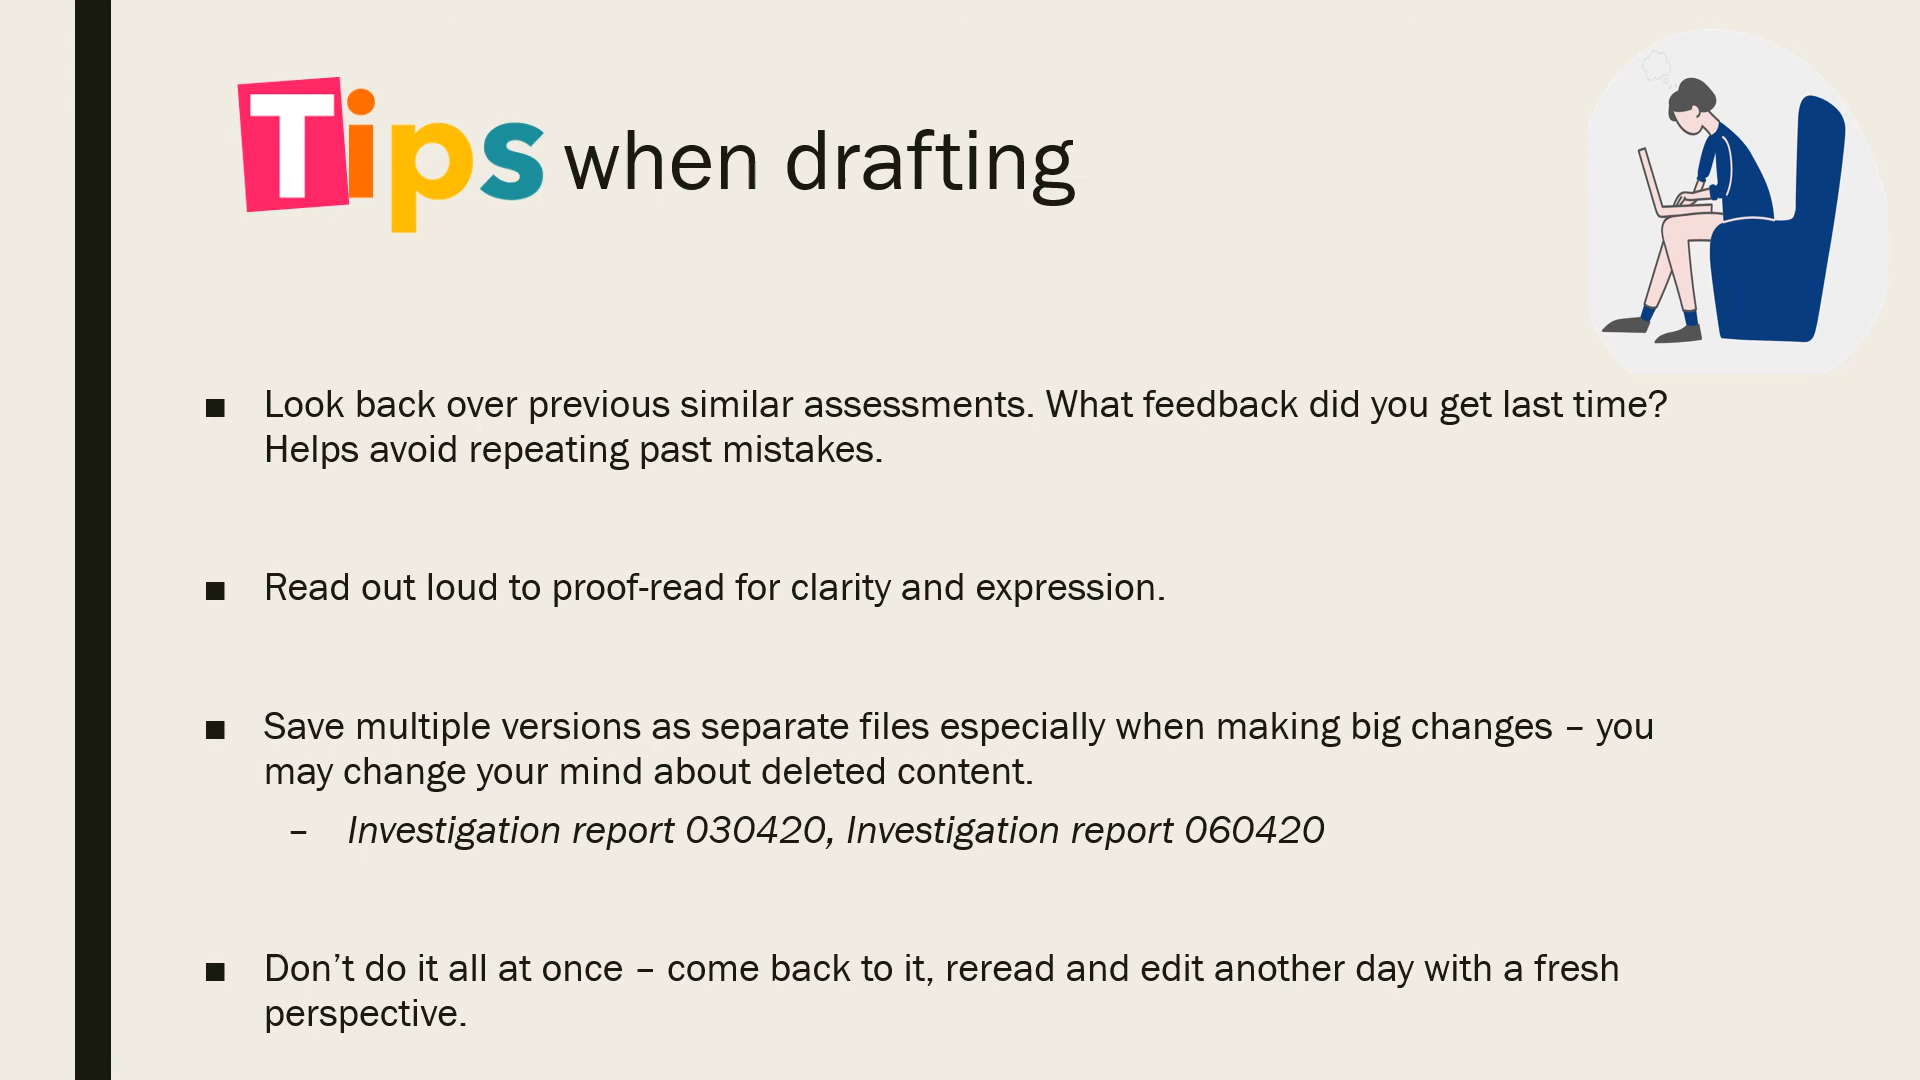 Tips when drafting
■ Look back over previous similar assessments. What feedback did you get last time?
Helps avoid repeating past mistakes.
■ Read out loud to proof-read for clarity and expression.
■ Save multiple versions as separate files especially when making big changes – you
may change your mind about deleted content.
– Investigation report 030420, Investigation report 060420
■ Don’t do it all at once – come back to it, reread and edit another day with a fresh
perspective.